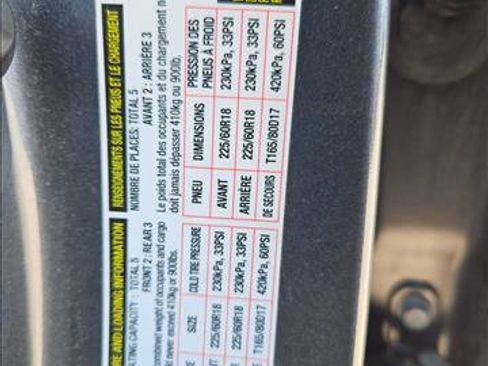 AND LOADING INFORMATION
CAPACITY : TOTAL 5
FRONT 2 : REAR 3
combined weight of occupants and cargo
never exceed 410kg or 900lbs.
SIZE COLD TIRE PRESSURE
225/60R18 230kPa, 33PSI
225/60R18 230kPa, 33PSI
T165/80D17 420kPa, 60PSI
RENSEIGNEMENTS SUR LES PNEUS ET LE CHARGEMENT
NOMBRE DE PLACES: TOTAL 5
AVANT 2 : ARRIÈRE 3
Le poids total des occupants et du chargement n
doit jamais dépasser 410kg ou 900lb.
PNEU DIMENSIONS PRESSION DES PNEUS À FROID
AVANT 225/60R18 230kPa, 33PSI
ARRIÈRE 225/60R18 230kPa, 33PSI
DE SECOURS T165/80D17 420kPa, 60PSI